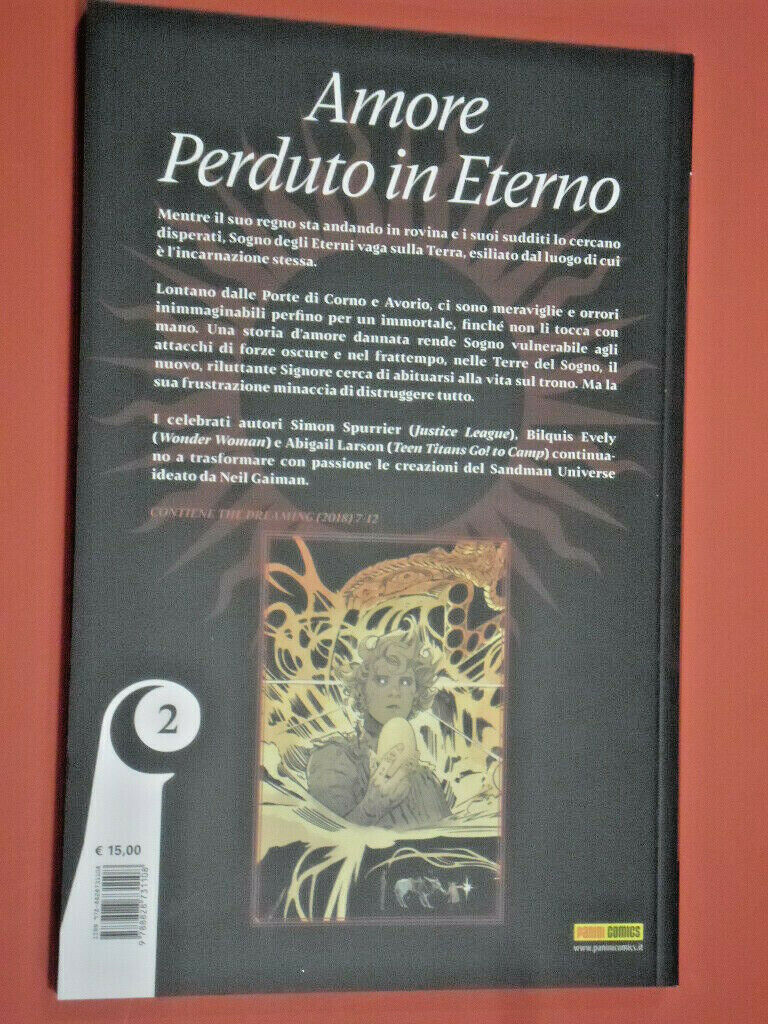 Amore
Perduto in Eterno
Mentre il suo regno sta andando in rovina e i suoi sudditi lo cercano
disperati, Sogno degli Eterni vaga sulla Terra, esiliato dal luogo di cui
è l'incarnazione stessa.
Lontano dalle Porte di Corno e Avorio, ci sono meraviglie e orrori
inimmaginabili perfino per un immortale, finché non li tocca con
mano. Una storia d'amore dannata rende Sogno vulnerabile agli
attacchi di forze oscure e nel frattempo, nelle Terre del Sogno, il
nuovo, riluttante Signore cerca di abituarsi alla vita sul trono. Ma la
sua frustrazione minaccia di distruggere tutto.
I celebrati autori Simon Spurrier (Justice League), Bilquis Evely
(Wonder Woman) e Abigail Larson (Teen Titans Go! to Camp) continua-
no a trasformare con passione le creazioni del Sandman Universe
ideato da Neil Gaiman.
CONTIENE THE DREAMING (2018) 7/12
2
€ 15,00
9 788828 731108
PANINI COMICS
www.paninicomics.it